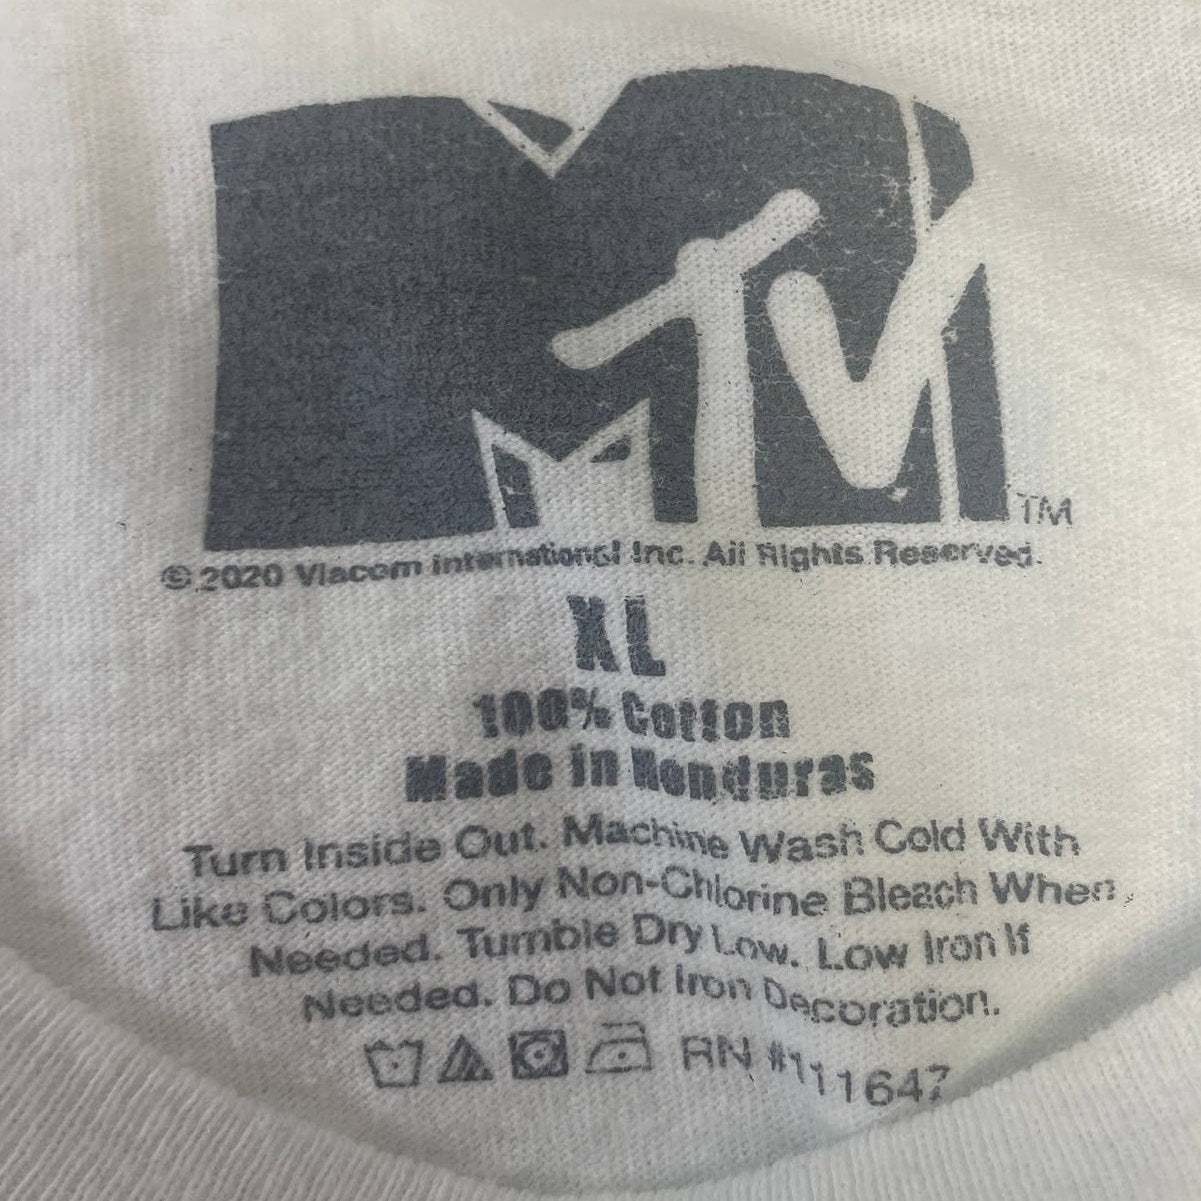 MTV
TM
© 2020 Viacom International Inc. All Rights Reserved.
XL
100% Cotton
Made in Honduras
Turn Inside Out. Machine Wash Cold With
Like Colors. Only Non-Chlorine Bleach When
Needed. Tumble Dry Low. Low Iron If
Needed. Do Not Iron Decoration.
RN #111647